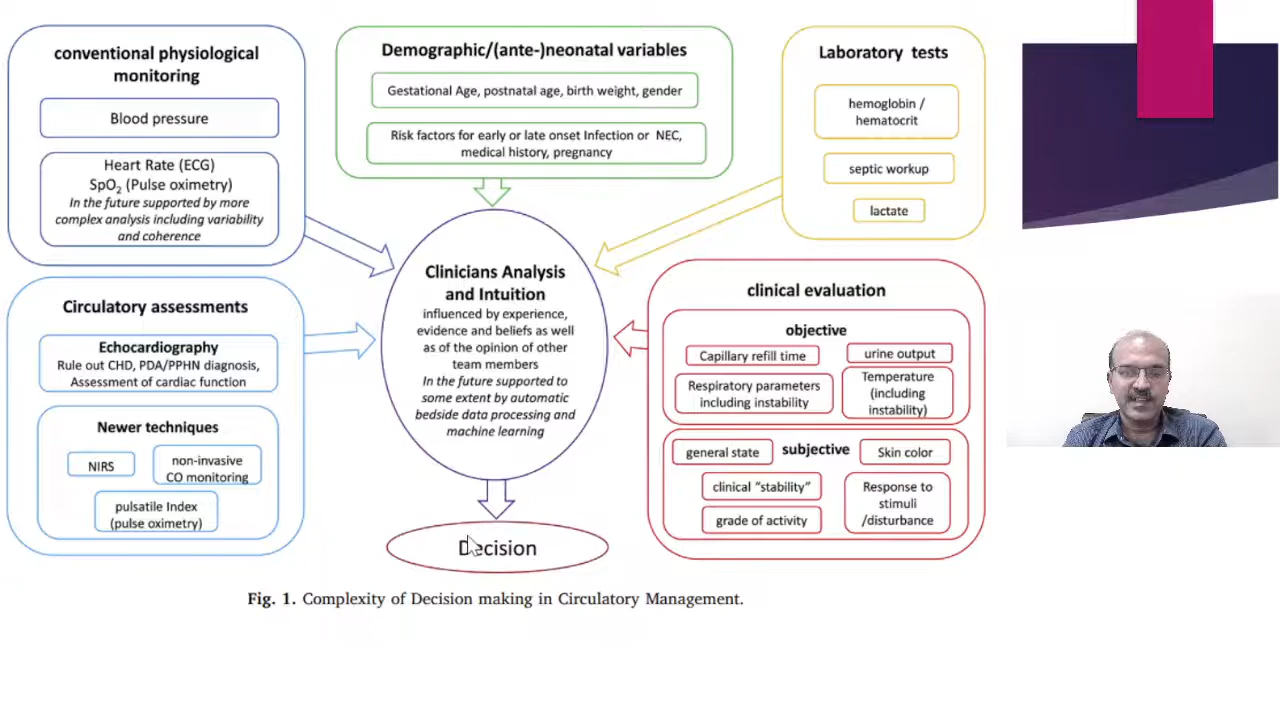 conventional physiological
monitoring
Blood pressure
Heart Rate (ECG)
SpO₂ (Pulse oximetry)
In the future supported by more
complex analysis including variability
and coherence
Demographic/(ante-)neonatal variables
Gestational Age, postnatal age, birth weight, gender
Risk factors for early or late onset Infection or NEC,
medical history, pregnancy
Laboratory tests
hemoglobin /
hematocrit
septic workup
lactate
Circulatory assessments
Echocardiography
Rule out CHD, PDA/PPHN diagnosis,
Assessment of cardiac function
Newer techniques
NIRS
non-invasive
CO monitoring
pulsatile Index
(pulse oximetry)
Clinicians Analysis
and Intuition
influenced by experience,
evidence and beliefs as well
as of the opinion of other
team members
In the future supported to
some extent by automatic
bedside data processing and
machine learning
clinical evaluation
objective
Capillary refill time
urine output
Respiratory parameters
including instability
Temperature
(including
instability)
subjective
general state
Skin color
clinical “stability”
grade of activity
Response to
stimuli
/disturbance
Decision
Fig. 1. Complexity of Decision making in Circulatory Management.